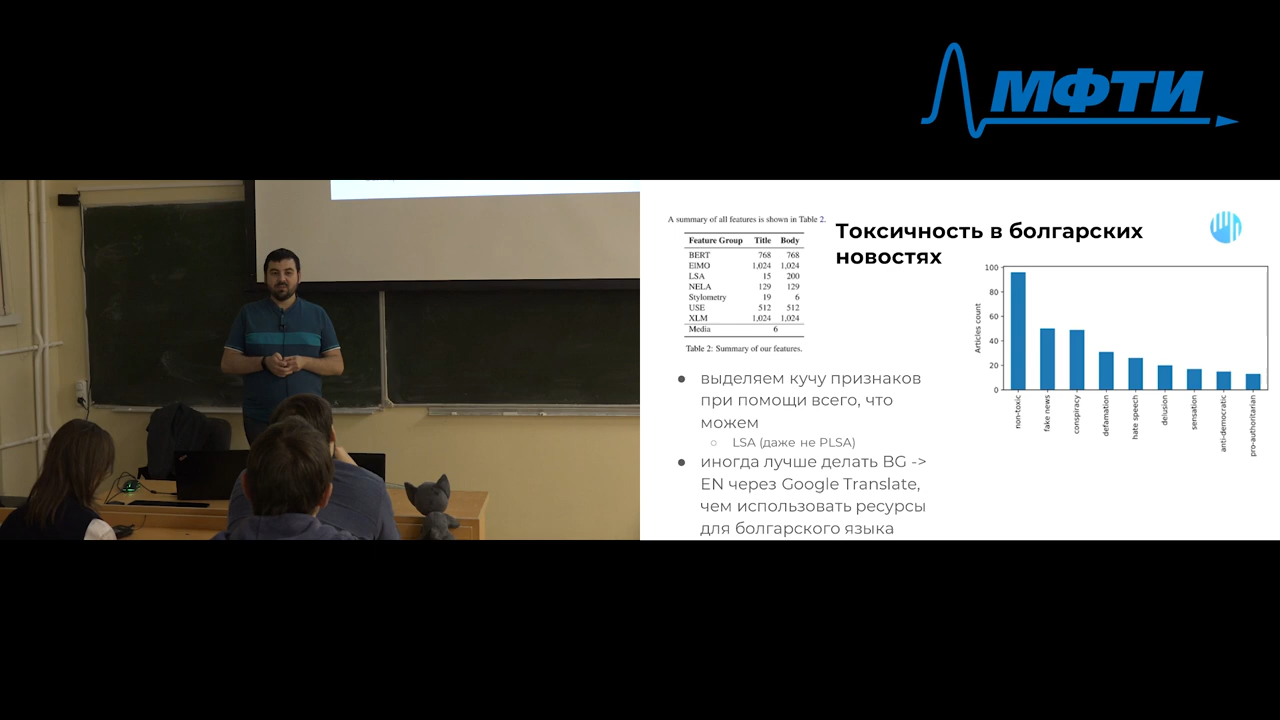 МФТИ
A summary of all features is shown in Table 2.
Feature Group Title Body
BERT 768 768
ElMO 1,024 1,024
LSA 15 200
NELA 129 129
Stylometry 19 6
USE 512 512
XLM 1,024 1,024
Media 6
Table 2: Summary of our features.
Токсичность в болгарских
новостях
100
80
60
40
20
0
Articles count
non-toxic
fake news
conspiracy
defamation
hate speech
delusion
sensation
anti-democratic
pro-authoritarian
● выделяем кучу признаков
при помощи всего, что
можем
○ LSA (даже не PLSA)
● иногда лучше делать BG ->
EN через Google Translate,
чем использовать ресурсы
для болгарского языка